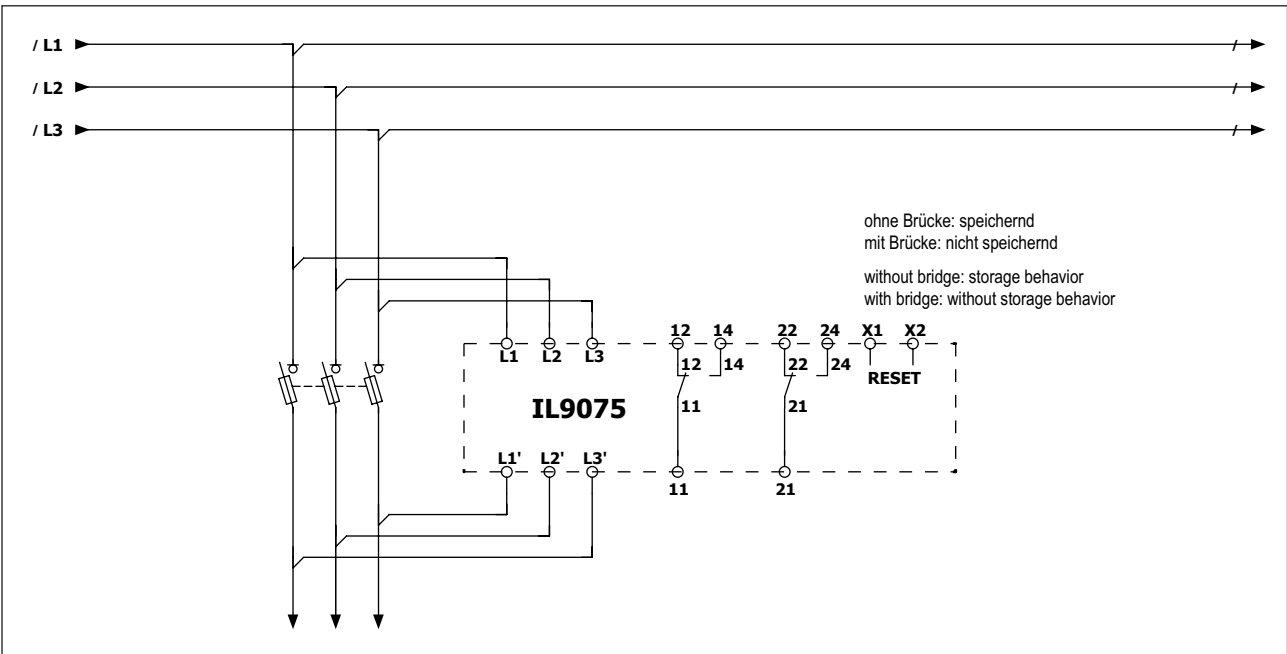 / L1
/
/ L2
/
/ L3
/
ohne Brücke: speichernd
mit Brücke: nicht speichernd
without bridge: storage behavior
with bridge: without storage behavior
12 14 22 24 X1 X2
L1 L2 L3 12 14 22 24
RESET
IL9075 11 21
L1' L2' L3'
11 21